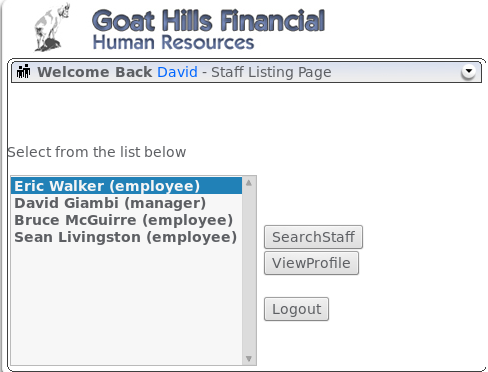 Goat Hills Financial
Human Resources
Welcome Back David - Staff Listing Page
Select from the list below
Eric Walker (employee)
David Giambi (manager)
Bruce McGuirre (employee)
Sean Livingston (employee)
SearchStaff
ViewProfile
Logout